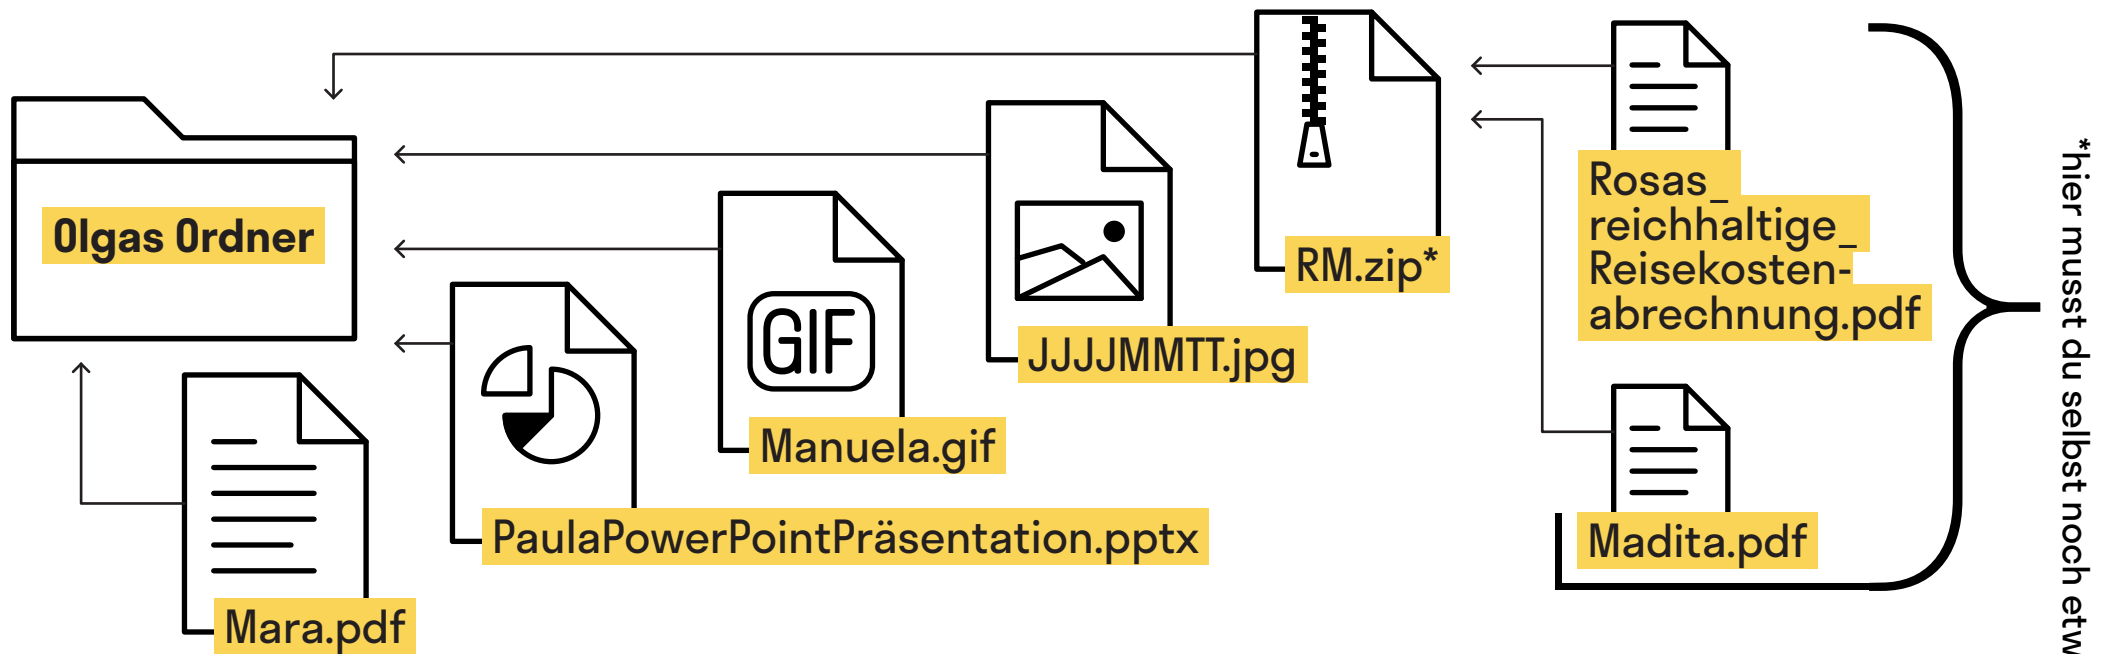 Olgas Ordner
Mara.pdf
PaulaPowerPointPräsentation.pptx
GIF
Manuela.gif
JJJJMMTT.jpg
RM.zip*
Rosas_
reichhaltige_
Reisekosten-
abrechnung.pdf
Madita.pdf
*hier musst du selbst noch